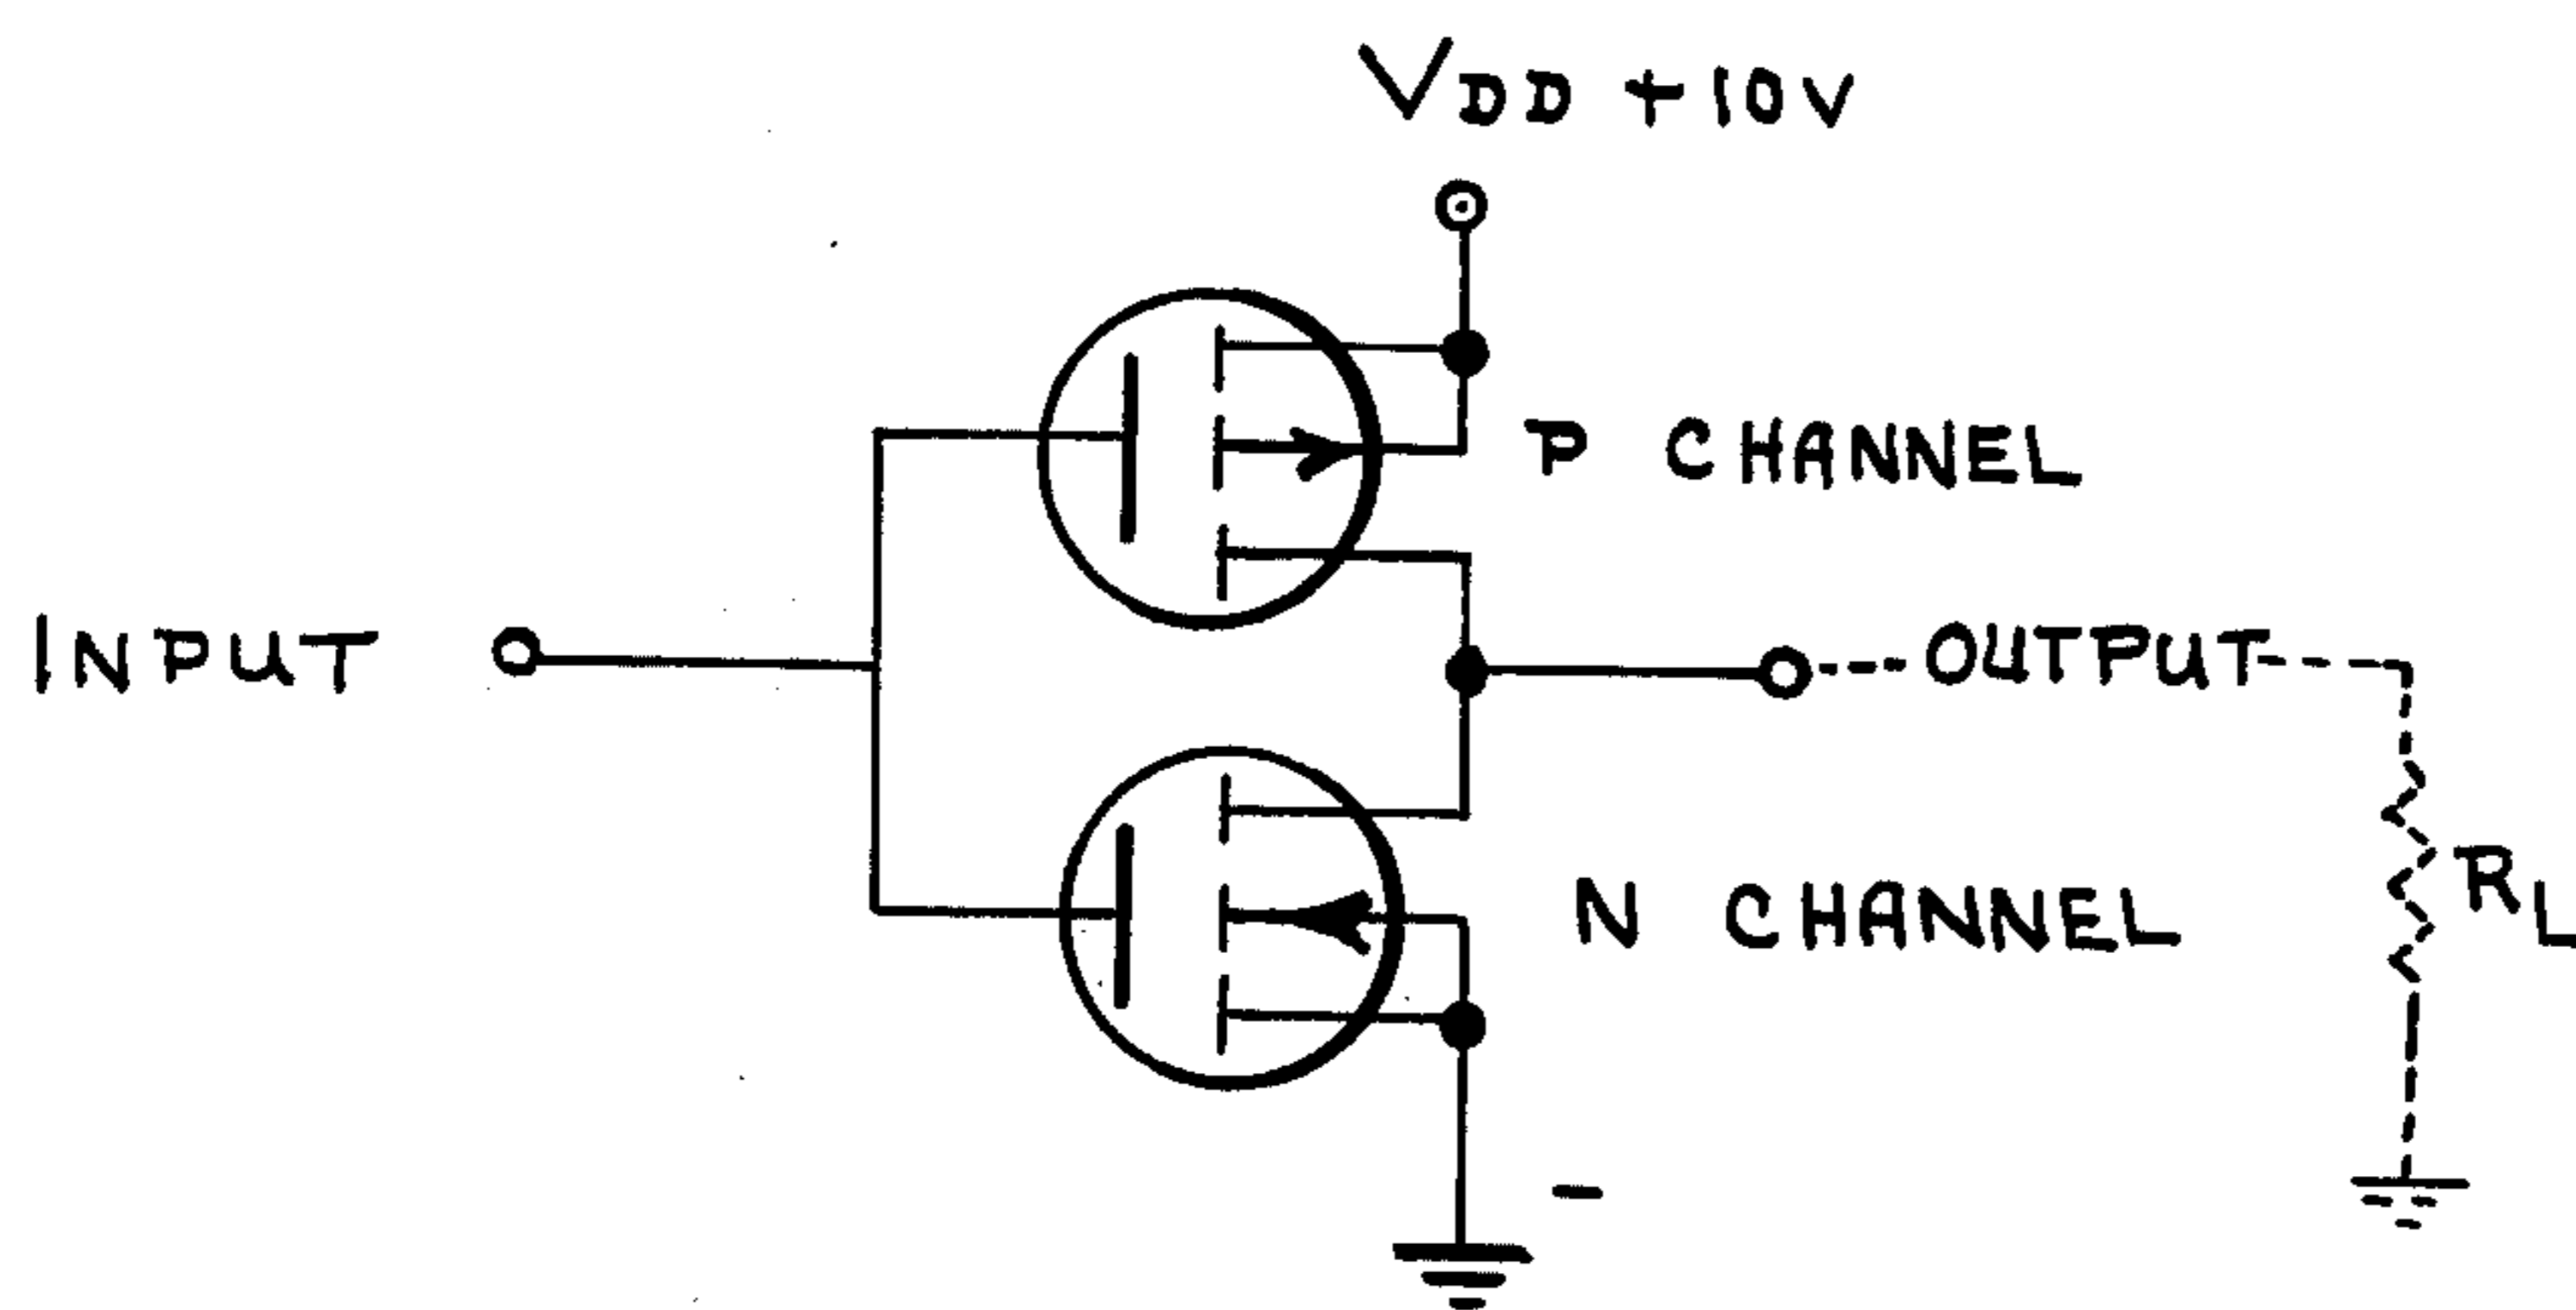 VDD +10V
P CHANNEL
INPUT
OUTPUT
RL
N CHANNEL
-